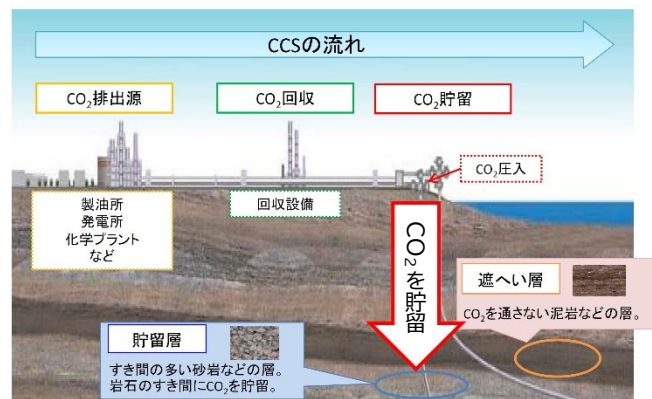 CCSの流れ
CO₂排出源
CO₂回収
CO₂貯留
CO₂圧入
製油所
発電所
化学プラント
など
回収設備
CO₂を貯留
遮へい層
CO₂を通さない泥岩などの層。
貯留層
すき間の多い砂岩などの層。
岩石のすき間にCO₂を貯留。